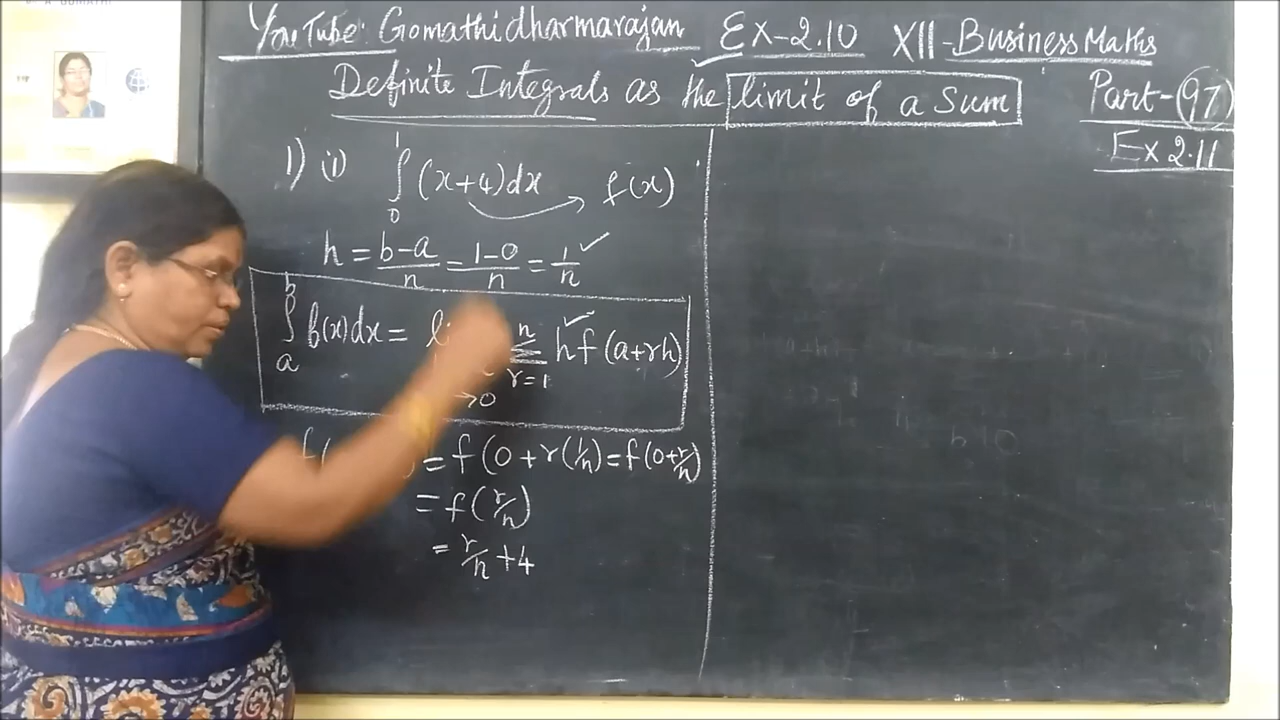 YouTube: Gomathidharmarajan Ex-2.10 XII-Business Maths
Definite Integrals as the limit of a Sum
Part-(97)
Ex 2.11
1) (i) ∫₀¹ (x+4)dx → f(x)
h = b-a/n = 1-0/n = 1/n ✓
∫ₐᵇ f(x)dx = Σ r=1 n hf(a+rh)
→0
= f(0+r(1/n) = f(0+r/n)
= f(r/n)
= r/n +4